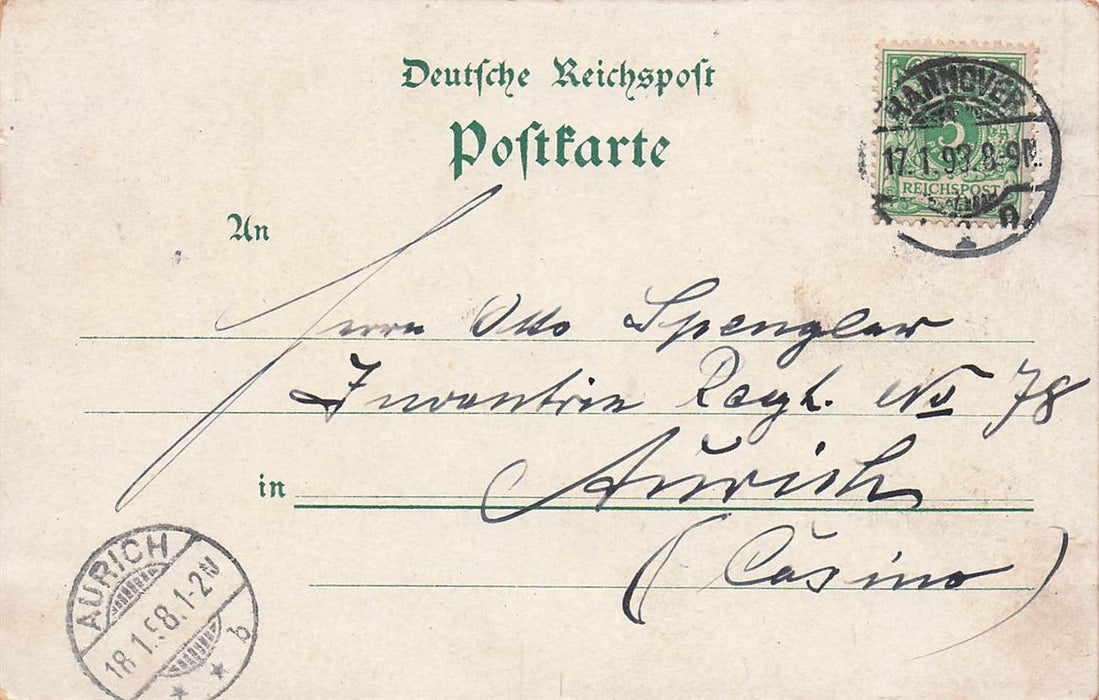 Deutsche Reichspost
Postkarte
HANNOVER
17.1.98.8-9N.
5
REICHSPOST
An
Herrn Otto Spengler
Infanterie Regt. No 78
in Aurich
(Casino)
AURICH
18.1.98.1-2N
b